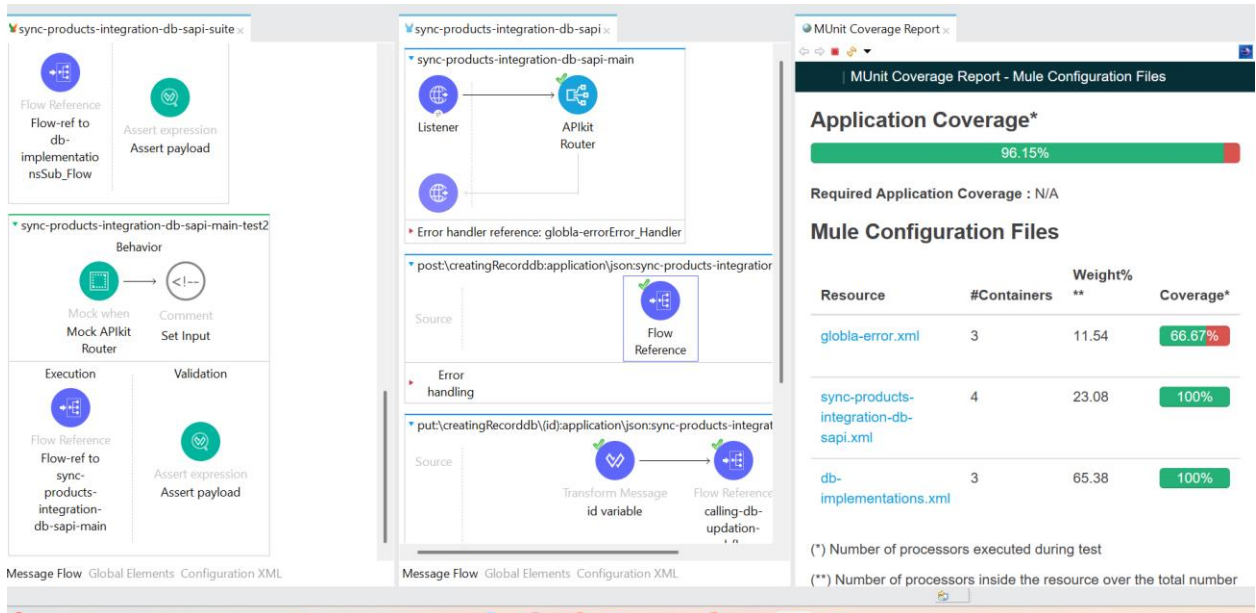 sync-products-integration-db-sapi-suite
Flow Reference
Flow-ref to
db-
implementatio
nsSub_Flow
Assert expression
Assert payload
sync-products-integration-db-sapi-main-test2
Behavior
Mock when
Mock APIkit
Router
<!--
Comment
Set Input
Execution
Validation
Flow Reference
Flow-ref to
sync-
products-
integration-
db-sapi-main
Assert expression
Assert payload
Message Flow Global Elements Configuration XML
sync-products-integration-db-sapi
sync-products-integration-db-sapi-main
Listener
APIkit
Router
Error handler reference: globla-errorError_Handler
post:\creatingRecorddb:application\json:sync-products-integration
Source
Flow
Reference
Error
handling
put:\creatingRecorddb\(id):application\json:sync-products-integrat
Source
Transform Message
id variable
Flow Reference
calling-db-
updation-
Message Flow Global Elements Configuration XML
MUnit Coverage Report
MUnit Coverage Report - Mule Configuration Files
Application Coverage*
96.15%
Required Application Coverage : N/A
Mule Configuration Files
Resource #Containers Weight% ** Coverage*
globla-error.xml 3 11.54 66.67%
sync-products-
integration-db-
sapi.xml
4 23.08 100%
db-
implementations.xml
3 65.38 100%
(*) Number of processors executed during test
(**) Number of processors inside the resource over the total number